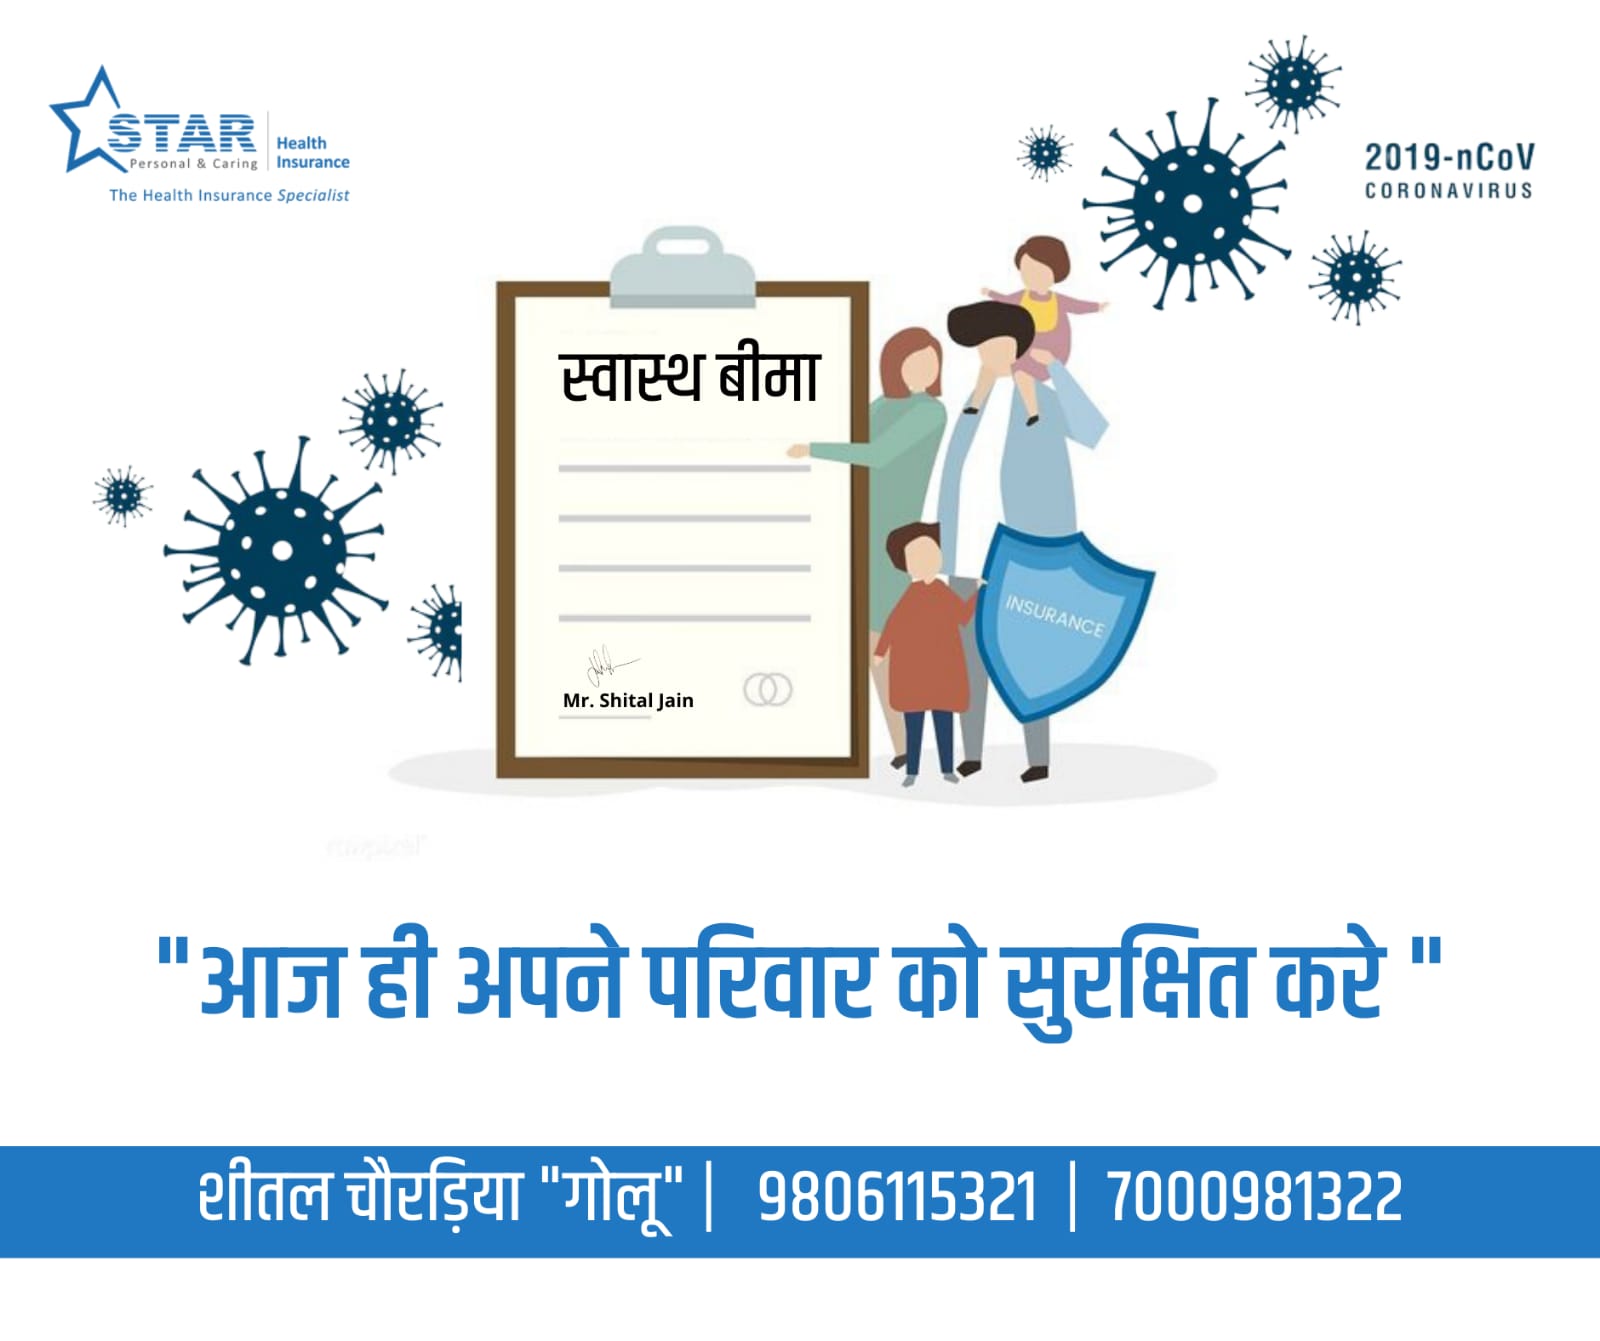 STAR
Personal & Caring
Health
Insurance
The Health Insurance Specialist
2019-nCoV
CORONAVIRUS
स्वास्थ बीमा
INSURANCE
Mr. Shital Jain
"आज ही अपने परिवार को सुरक्षित करे "
शीतल चौरड़िया "गोलू" | 9806115321 | 7000981322